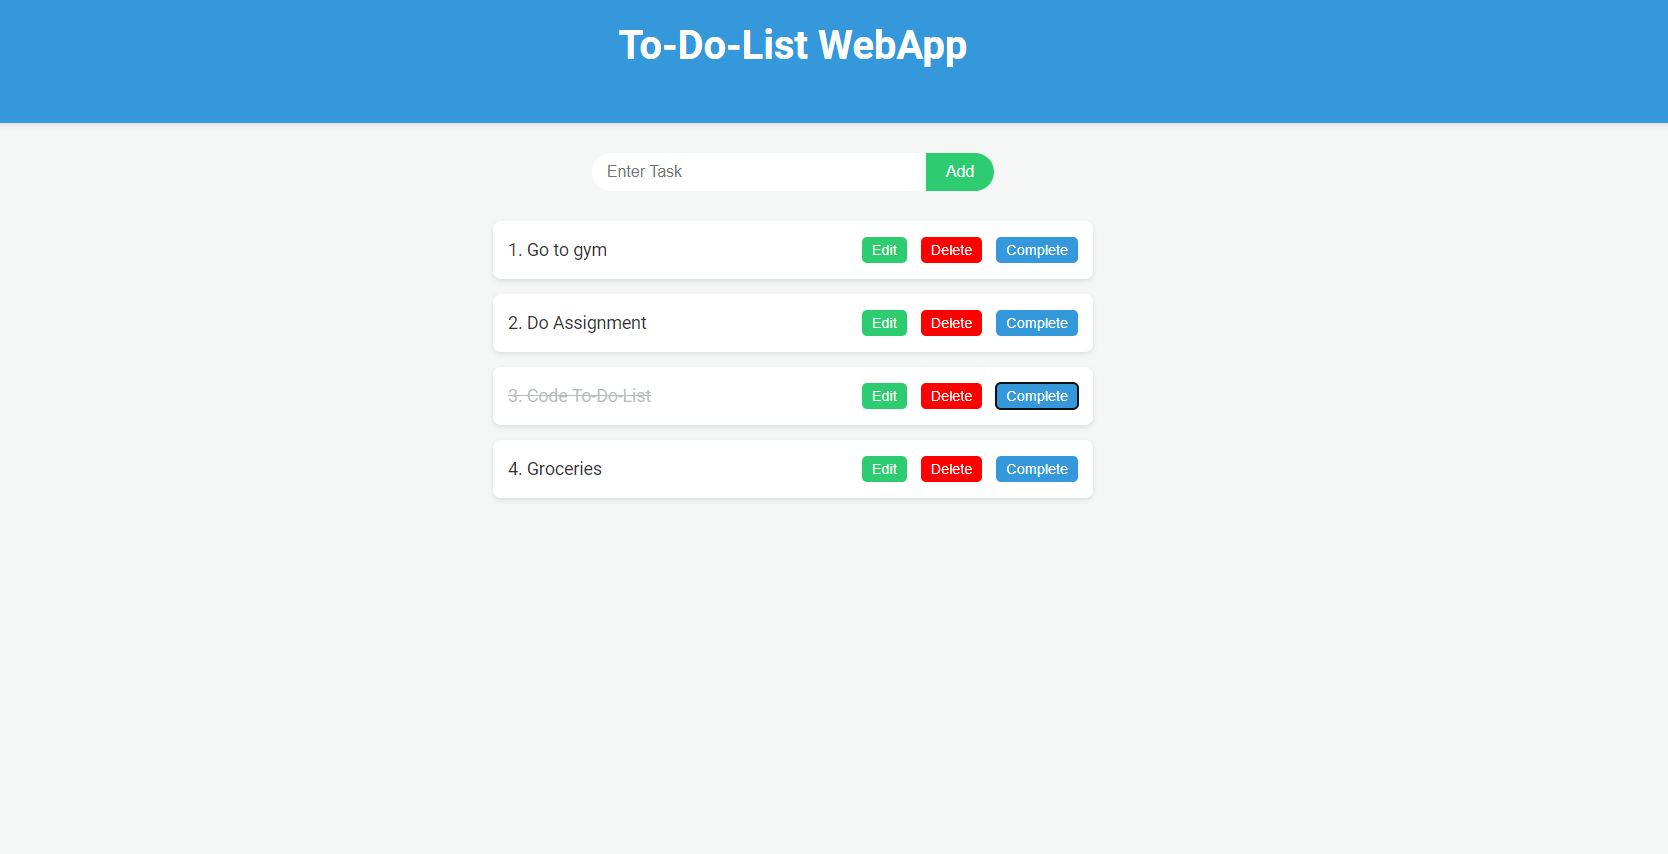 To-Do-List WebApp
Enter Task Add
1. Go to gym Edit Delete Complete
2. Do Assignment Edit Delete Complete
3. Code To-Do-List Edit Delete Complete
4. Groceries Edit Delete Complete